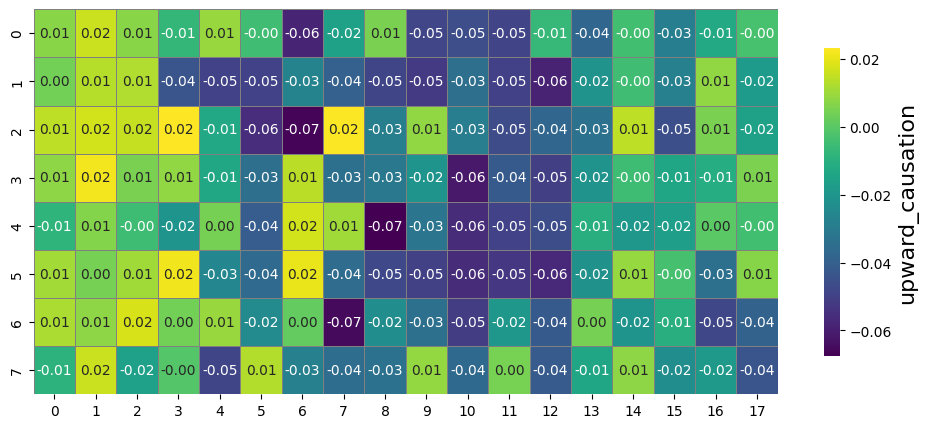 0 0.01 0.02 0.01 -0.01 0.01 -0.00 -0.06 -0.02 0.01 -0.05 -0.05 -0.05 -0.01 -0.04 -0.00 -0.03 -0.01 -0.00
1 0.00 0.01 0.01 -0.04 -0.05 -0.05 -0.03 -0.04 -0.05 -0.05 -0.03 -0.05 -0.06 -0.02 -0.00 -0.03 0.01 -0.02
2 0.01 0.02 0.02 0.02 -0.01 -0.06 -0.07 0.02 -0.03 0.01 -0.03 -0.05 -0.04 -0.03 0.01 -0.05 0.01 -0.02
3 0.01 0.02 0.01 0.01 -0.01 -0.03 0.01 -0.03 -0.03 -0.02 -0.06 -0.04 -0.05 -0.02 -0.00 -0.01 -0.01 0.01
4 -0.01 0.01 -0.00 -0.02 0.00 -0.04 0.02 0.01 -0.07 -0.03 -0.06 -0.05 -0.05 -0.01 -0.02 -0.02 0.00 -0.00
5 0.01 0.00 0.01 0.02 -0.03 -0.04 0.02 -0.04 -0.05 -0.05 -0.06 -0.05 -0.06 -0.02 0.01 -0.00 -0.03 0.01
6 0.01 0.01 0.02 0.00 0.01 -0.02 0.00 -0.07 -0.02 -0.03 -0.05 -0.02 -0.04 0.00 -0.02 -0.01 -0.05 -0.04
7 -0.01 0.02 -0.02 -0.00 -0.05 0.01 -0.03 -0.04 -0.03 0.01 -0.04 0.00 -0.04 -0.01 0.01 -0.02 -0.02 -0.04
0 1 2 3 4 5 6 7 8 9 10 11 12 13 14 15 16 17
0.02
0.00
−0.02
−0.04
−0.06
upward_causation